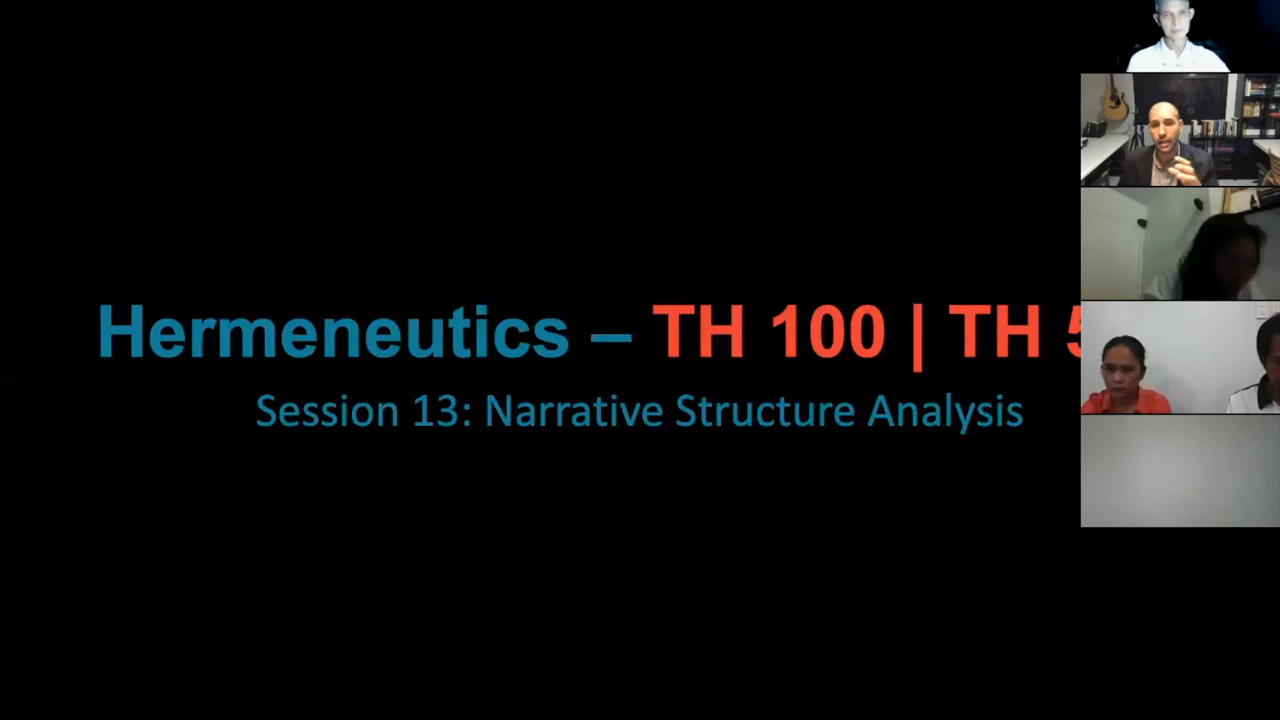 Hermeneutics – TH 100 | TH
Session 13: Narrative Structure Analysis